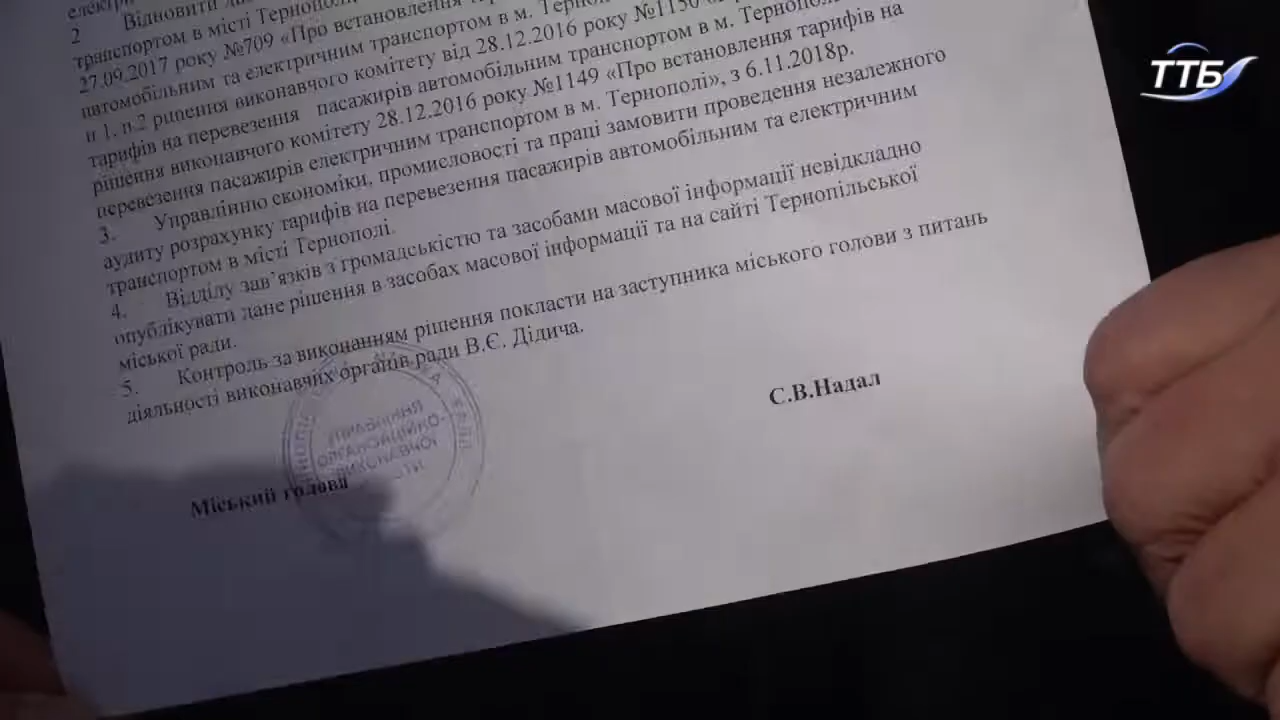 2 Відновити
транспортом в місті Тернополі
27.09.2017 року №709 «Про встановлення
автомобільним та електричним транспортом в м.
п 1, п.2 рішення виконавчого комітету від 28.12.2016 року №1150
тарифів на перевезення пасажирів автомобільним транспортом в м. Тернополі
рішення виконавчого комітету 28.12.2016 року №1149 «Про встановлення тарифів на
перевезення пасажирів електричним транспортом в м. Тернополі», з 6.11.2018р.
3. Управлінню економіки, промисловості та праці замовити проведення незалежного
аудиту розрахунку тарифів на перевезення пасажирів автомобільним та електричним
транспортом в місті Тернополі.
4. Відділу зав’язків з громадськістю та засобами масової інформації невідкладно
опублікувати дане рішення в засобах масової інформації та на сайті Тернопільської
міської ради.
5. Контроль за виконанням рішення покласти на заступника міського голови з питань
діяльності виконавчих органів ради В.Є. Дідича.
УПРАВЛІННЯ
ОРГАНІЗАЦІЙНО-
ВИКОНАВЧОЇ
Міський голова
С.В.Надал
ТТБ